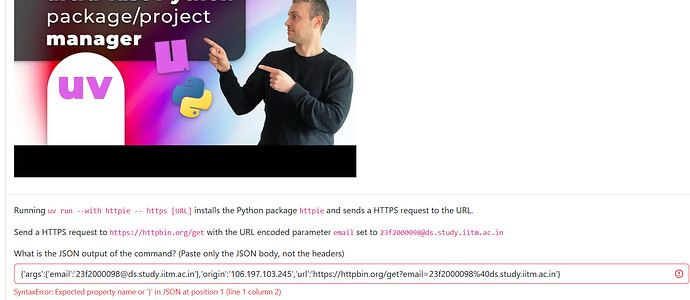 package/project
manager
u
uv
Running uv run --with httpie -- https [URL] installs the Python package httpie and sends a HTTPS request to the URL.
Send a HTTPS request to https://httpbin.org/get with the URL encoded parameter email set to 23f2000098@ds.study.iitm.ac.in
What is the JSON output of the command? (Paste only the JSON body, not the headers)
{'args':{'email':'23f2000098@ds.study.iitm.ac.in'},'origin':'106.197.103.245','url':'https://httpbin.org/get?email=23f2000098%40ds.study.iitm.ac.in'}
SyntaxError: Expected property name or '}' in JSON at position 1 (line 1 column 2)